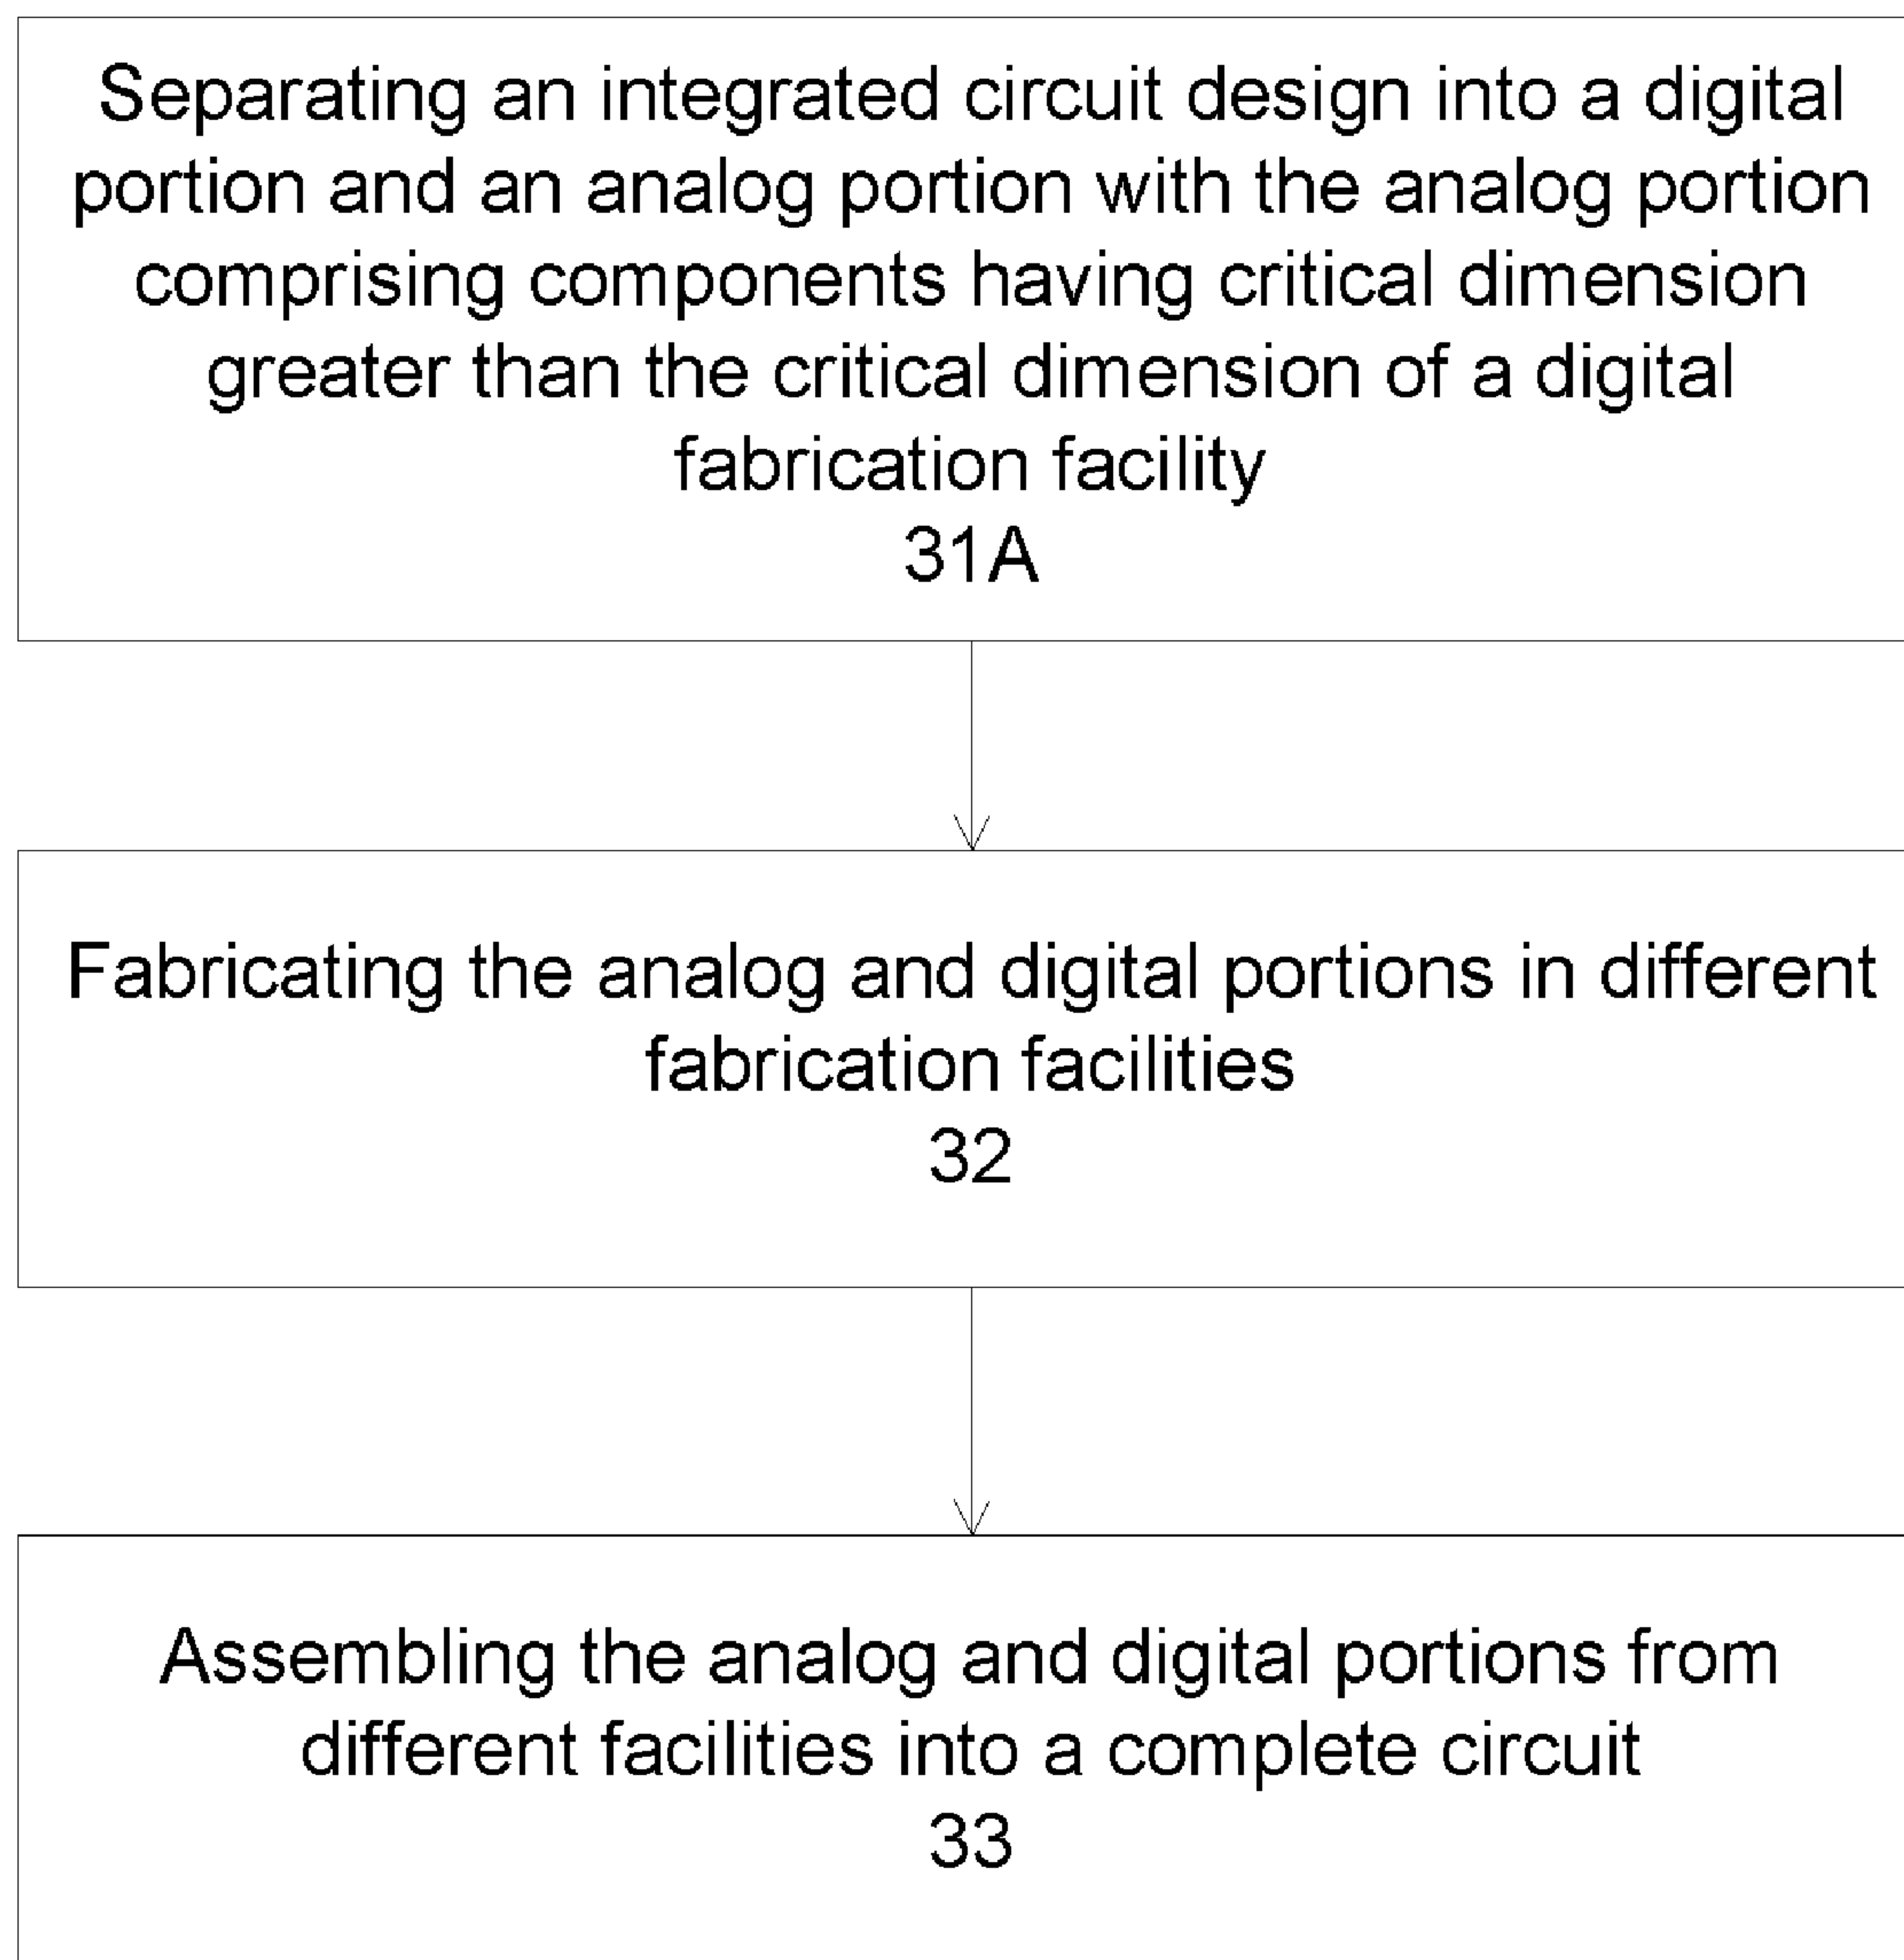 Separating an integrated circuit design into a digital
portion and an analog portion with the analog portion
comprising components having critical dimension
greater than the critical dimension of a digital
fabrication facility
31A
Fabricating the analog and digital portions in different
fabrication facilities
32
Assembling the analog and digital portions from
different facilities into a complete circuit
33